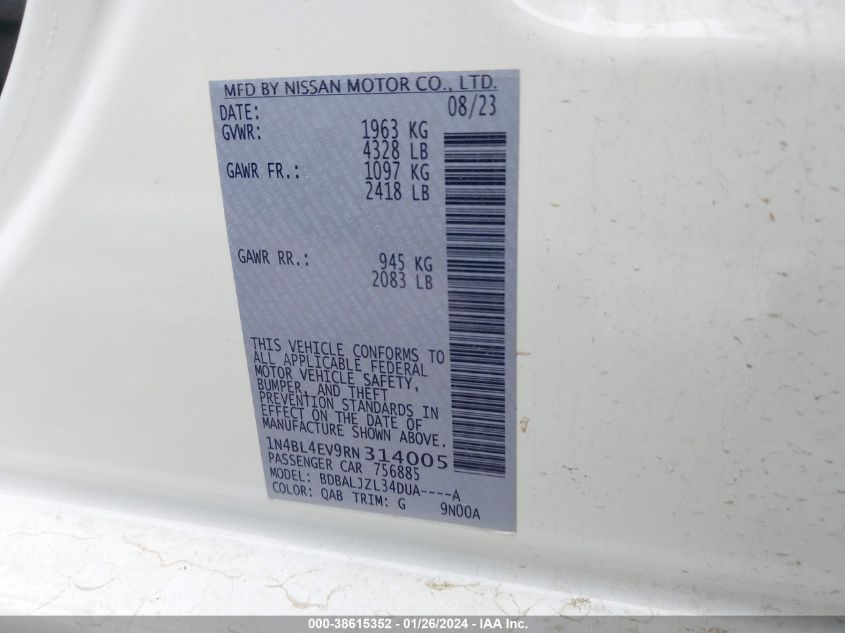 MFD BY NISSAN MOTOR CO., LTD.
DATE: 08/23
GVWR: 1963 KG
4328 LB
GAWR FR.: 1097 KG
2418 LB
GAWR RR.: 945 KG
2083 LB
THIS VEHICLE CONFORMS TO
ALL APPLICABLE FEDERAL
MOTOR VEHICLE SAFETY,
BUMPER, AND THEFT
PREVENTION STANDARDS IN
EFFECT ON THE DATE OF
MANUFACTURE SHOWN ABOVE.
1N4BL4EV9RN314005
PASSENGER CAR 756885
MODEL: BDBALJZL34DUA----A
COLOR: QAB TRIM: G 9N00A
000-38615352 - 01/26/2024 - IAA Inc.